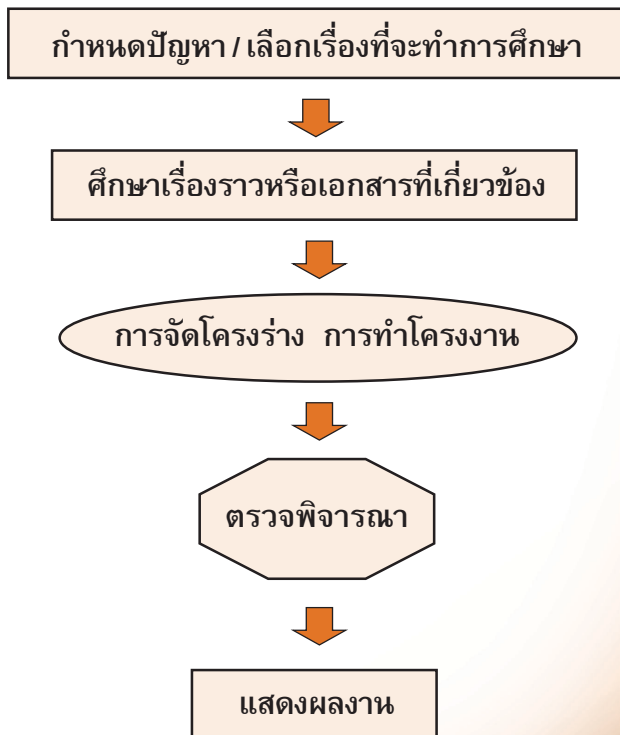 กำหนดปัญหา / เลือกเรื่องที่จะทำการศึกษา
ศึกษาเรื่องราวหรือเอกสารที่เกี่ยวข้อง
การจัดโครงร่าง การทำโครงงาน
ตรวจพิจารณา
แสดงผลงาน